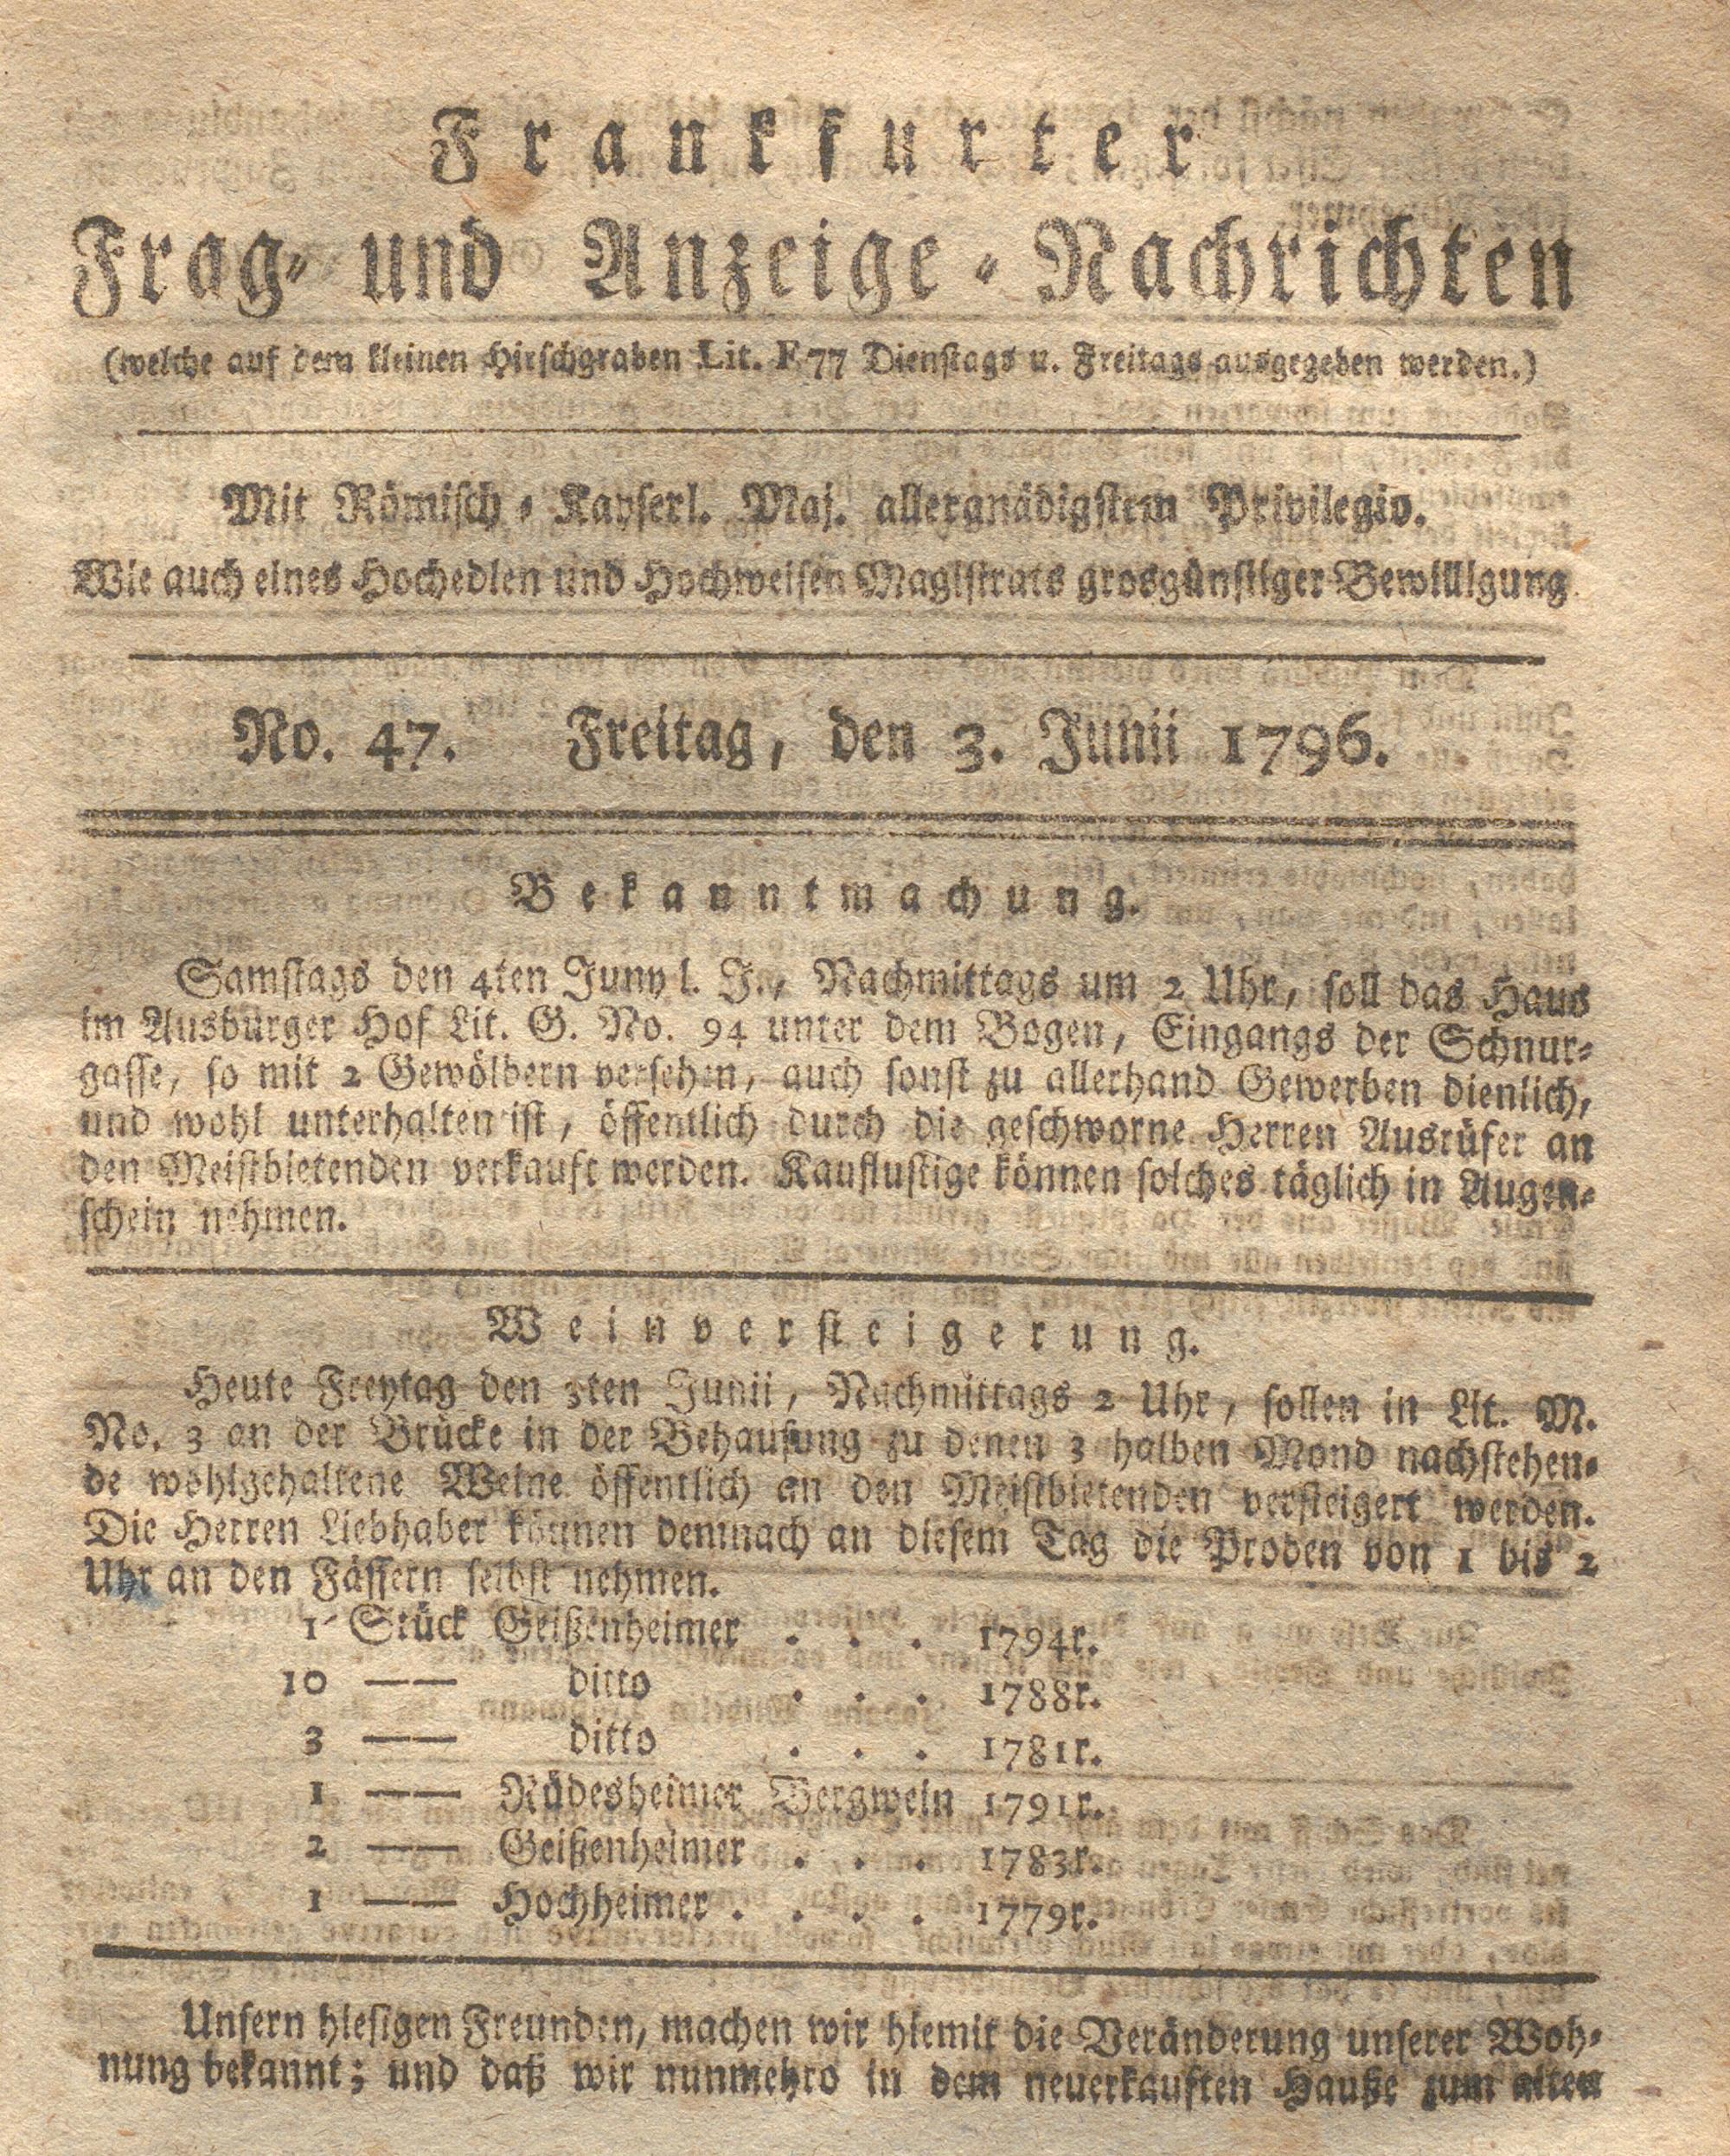 Frankfurter
Frag- und Anzeige-Nachrichten
(welche auf dem kleinen Hirschgraben Lit. F. 77 Dienstags u. Freitags ausgegeben werden.)
Mit Römisch-Kayserl. Maj. allergnädigstem Privilegio.
Wie auch eines Hochedlen und Hochweisen Magistrats grosgünstiger Bewilligung
No. 47. Freitag, den 3. Junii 1796.
Bekanntmachung.
Samstags den 4ten Juny l. J., Nachmittags um 2 Uhr, soll das Haus
im Ausburger Hof Lit. G. No. 94 unter dem Bogen, Eingangs der Schnur-
gasse, so mit 2 Gewölbern versehen, auch sonst zu allerhand Gewerben dienlich,
und wohl unterhalten ist, öffentlich durch die geschworne Herren Ausrüfer an
den Meistbietenden verkauft werden. Kauflustige können solches täglich in Augen-
schein nehmen.
Weinversteigerung.
Heute Freytag den 3ten Junii, Nachmittags 2 Uhr, sollen in Lit. M.
No. 3 an der Brücke in der Behausung zu denen 3 halben Mond nachstehen-
de wohlgehaltene Weine öffentlich an den Meistbietenden versteigert werden.
Die Herren Liebhaber können demnach an diesem Tag die Proben von 1 bis 2
Uhr an den Fässern selbst nehmen.
1 Stück Geißenheimer . . . 1794r.
10 —— ditto . . . 1788r.
3 —— ditto . . . 1781r.
1 —— Rüdesheimer Bergwein 1791r.
2 —— Geißenheimer . . . 1783r.
1 —— Hochheimer . . . . 1779r.
Unsern hiesigen Freunden, machen wir hiemit die Veränderung unserer Woh-
nung bekannt; und daß wir nunmehro in dem neuerkauften Hauße zum alten